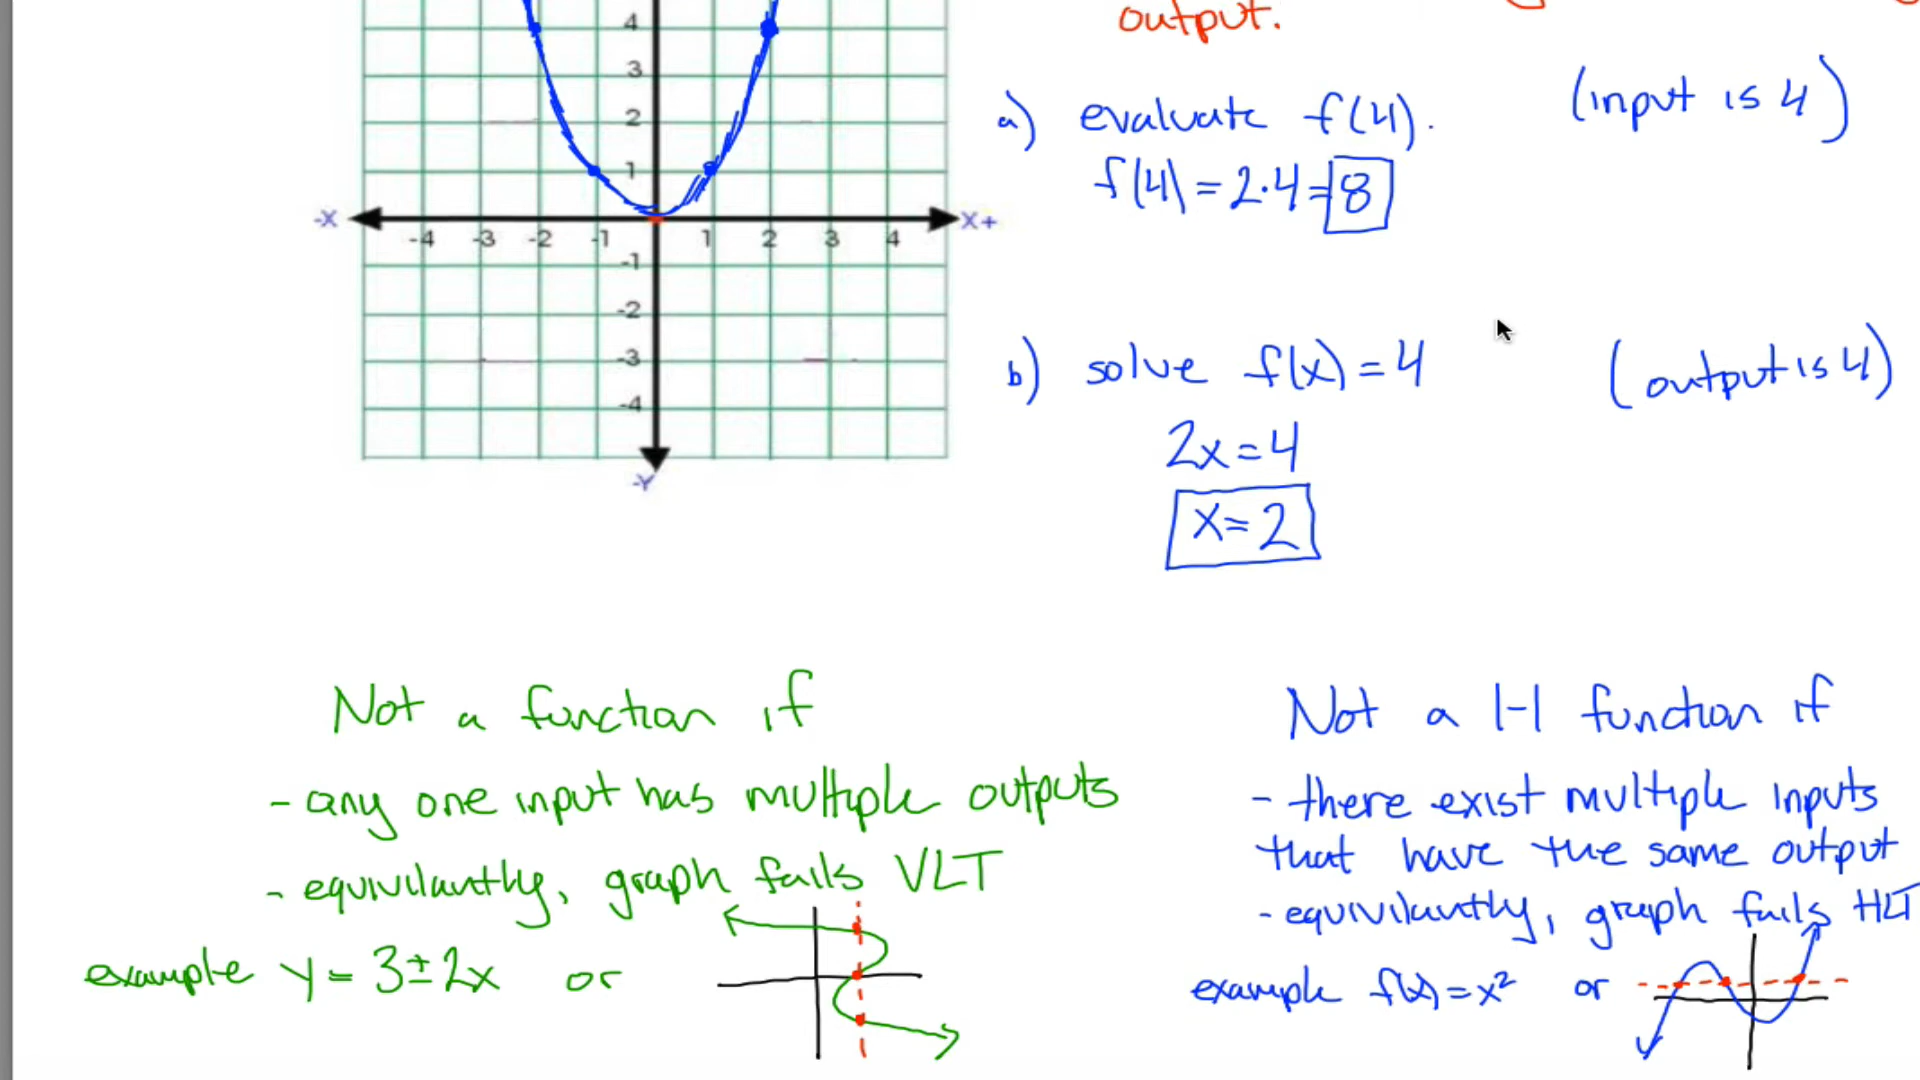 output.
4
3
2
1
-X
X+
-4 -3 -2 -1 1 2 3 4
-1
-2
-3
-4
-Y
a) evaluate f(4). (input is 4)
f(4) = 2·4 = 8
b) solve f(x) = 4 (output is 4)
2x = 4
x = 2
Not a function if
- any one input has multiple outputs
- equivilantly, graph fails VLT
example y = 3 ± 2x or
Not a 1-1 function if
- there exist multiple inputs
that have the same output
- equivilantly, graph fails HLT
example f(x) = x² or